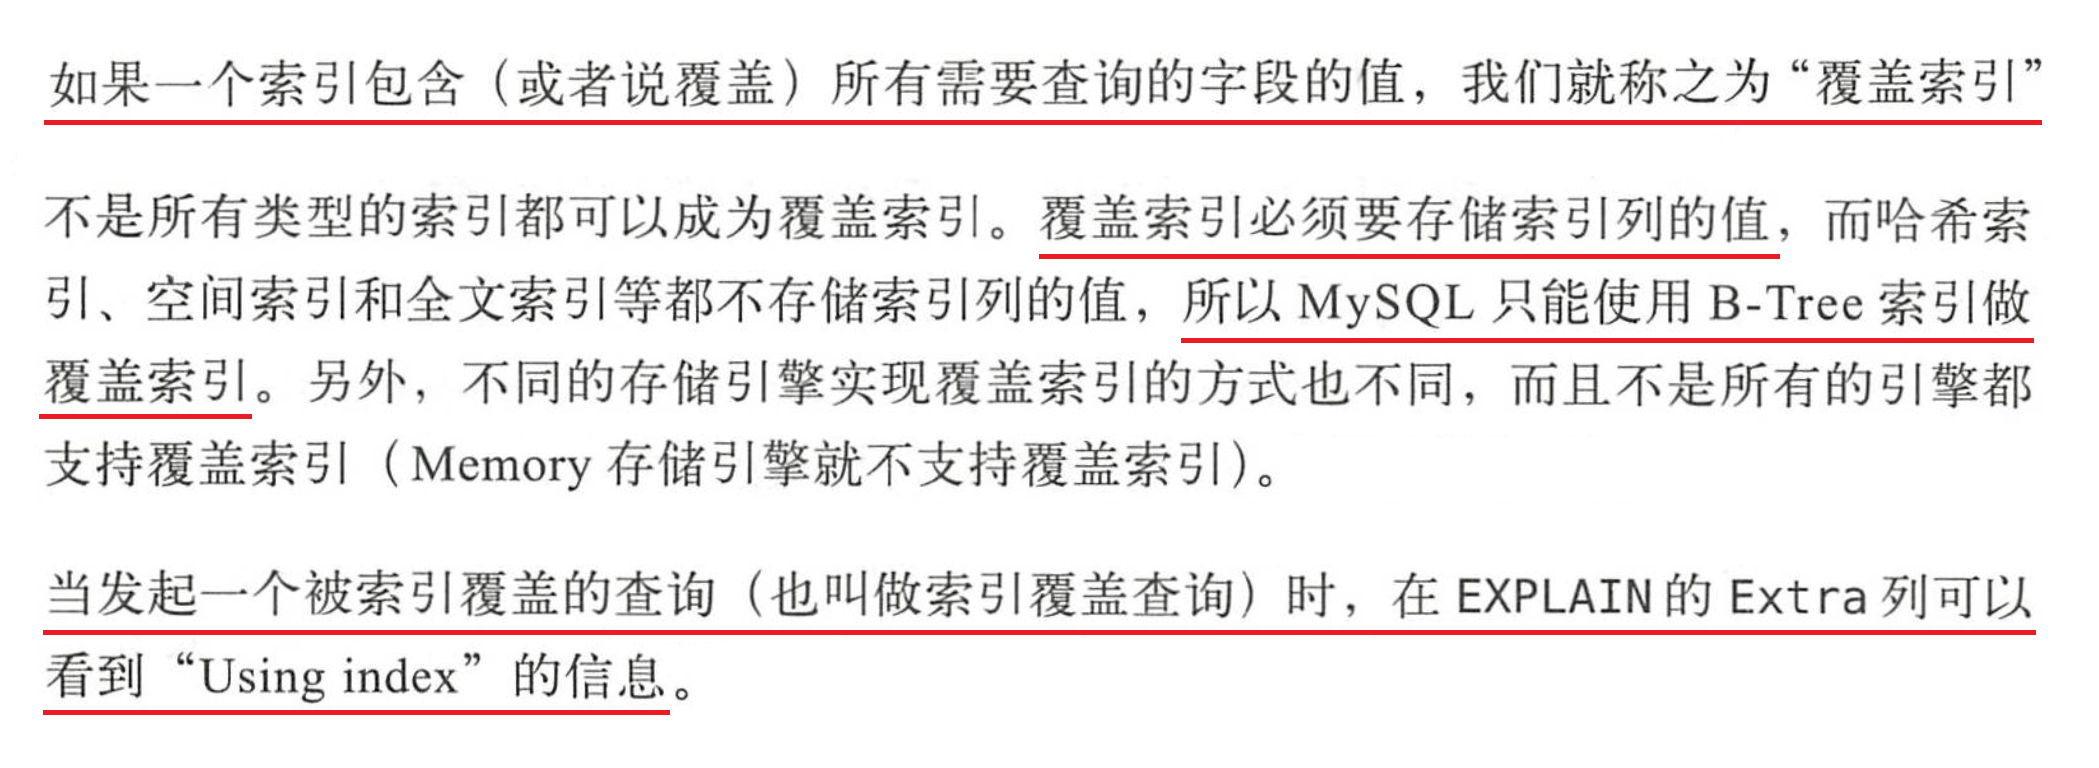 如果一个索引包含（或者说覆盖）所有需要查询的字段的值，我们就称之为“覆盖索引”
不是所有类型的索引都可以成为覆盖索引。覆盖索引必须要存储索引列的值，而哈希索
引、空间索引和全文索引等都不存储索引列的值，所以 MySQL 只能使用 B-Tree 索引做
覆盖索引。另外，不同的存储引擎实现覆盖索引的方式也不同，而且不是所有的引擎都
支持覆盖索引（Memory 存储引擎就不支持覆盖索引）。
当发起一个被索引覆盖的查询（也叫做索引覆盖查询）时，在 EXPLAIN 的 Extra 列可以
看到“Using index”的信息。